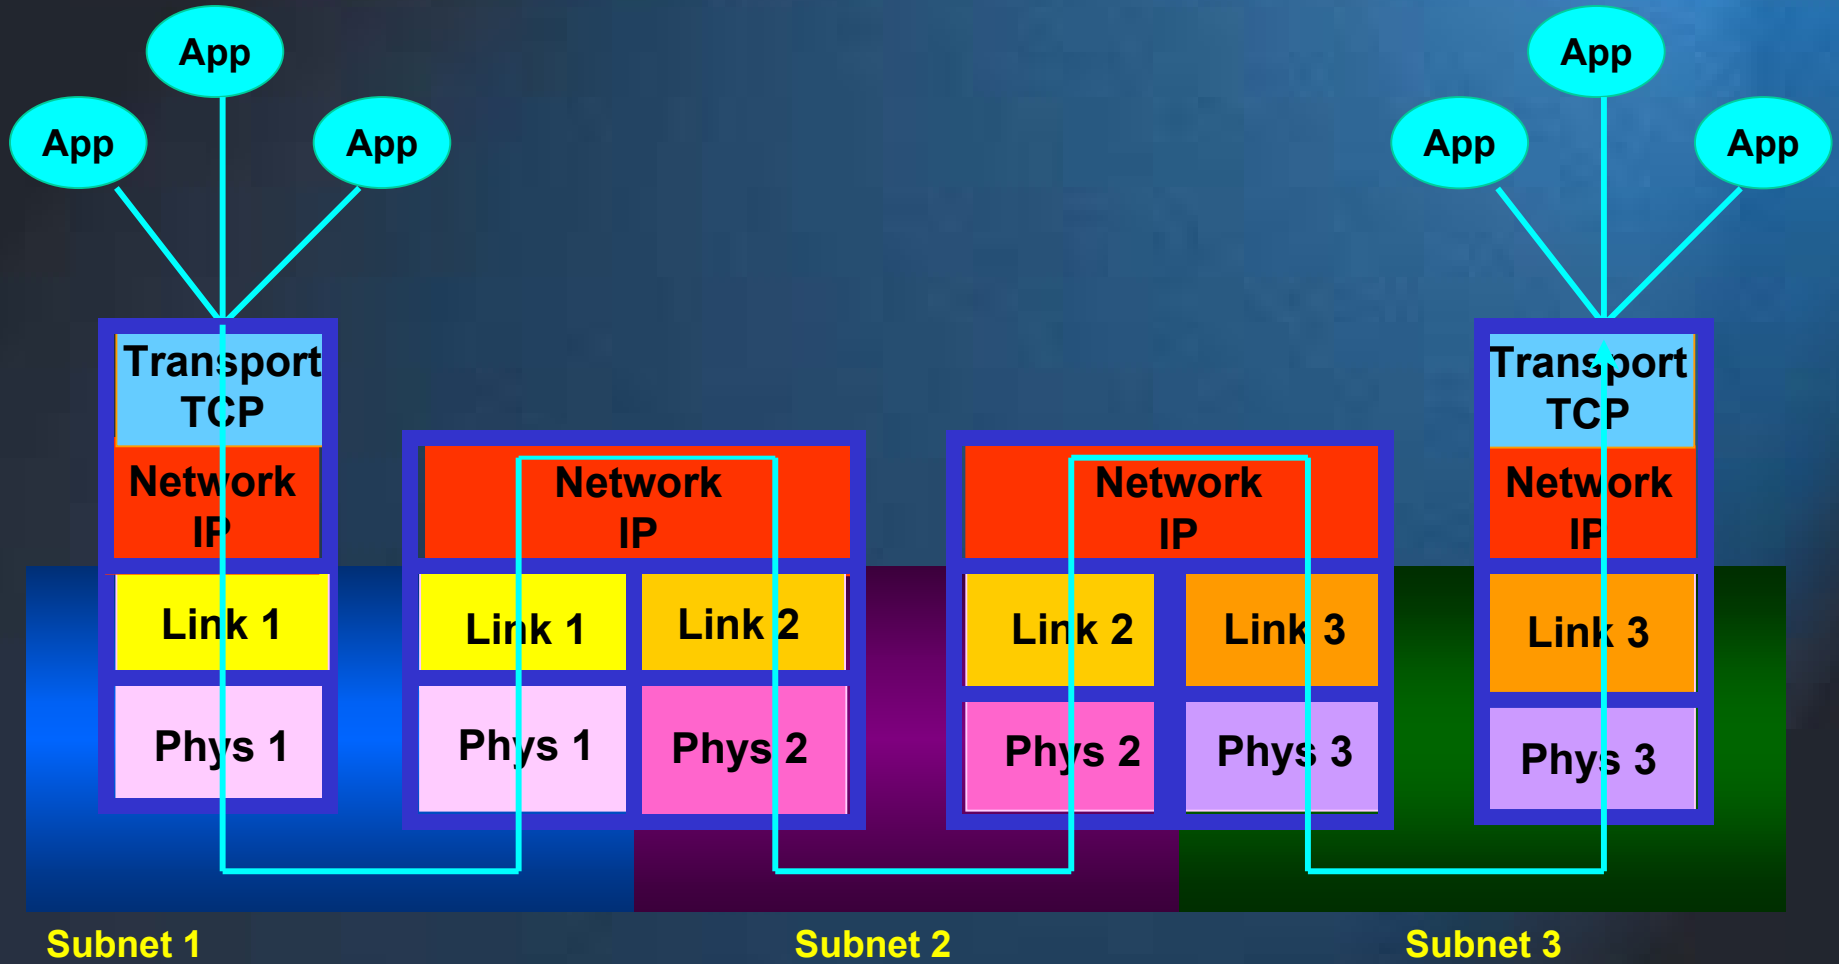 App
App
App
App
App
App
Transport
TCP
Network
IP
Link 1
Phys 1
Network
IP
Link 1
Link 2
Phys 1
Phys 2
Network
IP
Link 2
Link 3
Phys 2
Phys 3
Transport
TCP
Network
IP
Link 3
Phys 3
Subnet 1
Subnet 2
Subnet 3